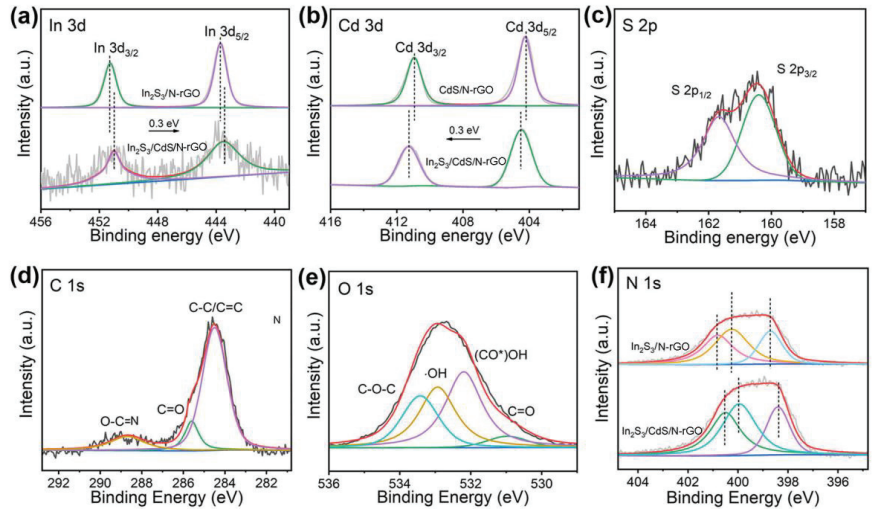 (a)
In 3d
In 3d3/2
In 3d5/2
In2S3/N-rGO
0.3 eV
In2S3/CdS/N-rGO
Intensity (a.u.)
456 452 448 444 440
Binding energy (eV)
(b)
Cd 3d
Cd 3d3/2
Cd 3d5/2
CdS/N-rGO
0.3 eV
In2S3/CdS/N-rGO
Intensity (a.u.)
416 412 408 404
Binding energy (eV)
(c)
S 2p
S 2p1/2
S 2p3/2
Intensity (a.u.)
164 162 160 158
Binding energy (eV)
(d)
C 1s
C-C/C=C
N
C=O
O-C=N
Intensity (a.u.)
292 290 288 286 284 282
Binding Energy (eV)
(e)
O 1s
(CO*)OH
·OH
C-O-C
C=O
Intensity (a.u.)
536 534 532 530
Binding Energy (eV)
(f)
N 1s
In2S3/N-rGO
In2S3/CdS/N-rGO
Intensity (a.u.)
404 402 400 398 396
Binding Energy (eV)